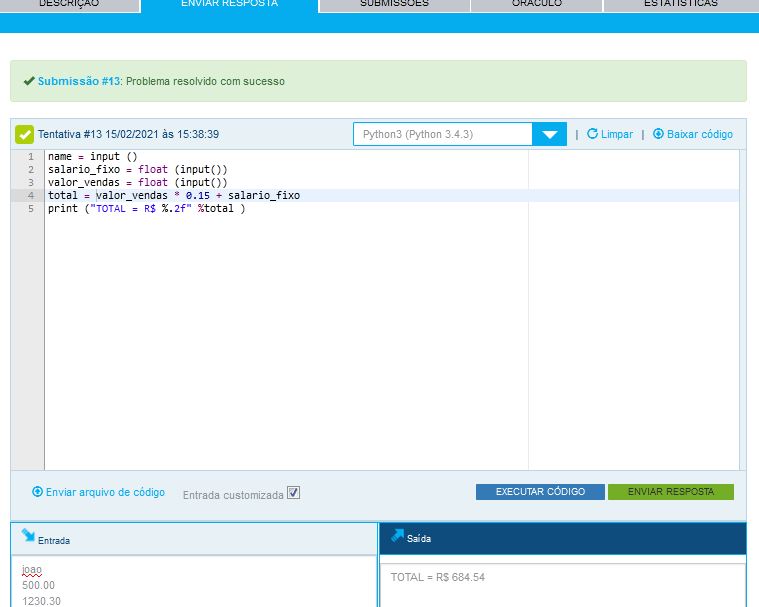 DESCRIÇÃO ENVIAR RESPOSTA SUBMISSÕES ORÁCULO ESTATÍSTICAS
Submissão #13: Problema resolvido com sucesso
Tentativa #13 15/02/2021 às 15:38:39 Python3 (Python 3.4.3) | Limpar | Baixar código
1 name = input ()
2 salario_fixo = float (input())
3 valor_vendas = float (input())
4 total = valor_vendas * 0.15 + salario_fixo
5 print ("TOTAL = R$ %.2f" %total )
Enviar arquivo de código Entrada customizada EXECUTAR CÓDIGO ENVIAR RESPOSTA
Entrada Saída
joao
500.00
1230.30
TOTAL = R$ 684.54